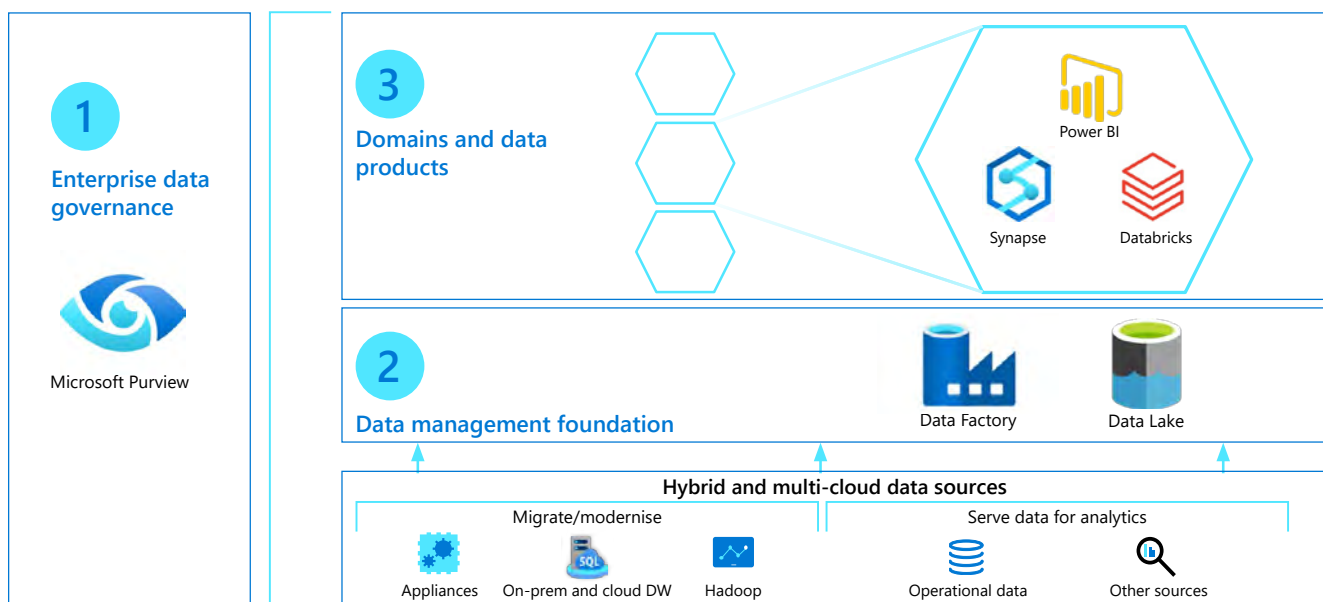 1
Enterprise data
governance
Microsoft Purview
3
Domains and data
products
Power BI
Synapse
Databricks
2
Data management foundation
Data Factory
Data Lake
Hybrid and multi-cloud data sources
Migrate/modernise
Serve data for analytics
SQL
Appliances
On-prem and cloud DW
Hadoop
Operational data
Other sources